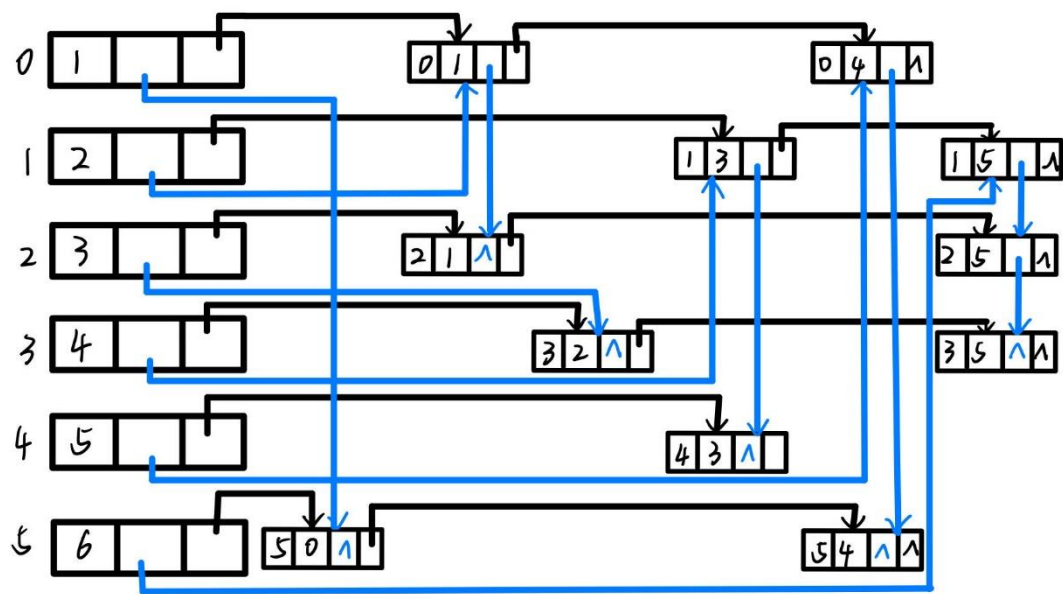 0 1 0 1 0 4 ∧
1 2 1 3 1 5 ∧
2 3 2 1 ∧ 2 5 ∧
3 4 3 2 ∧ 3 5 ∧ ∧
4 5 4 3 ∧
5 6 5 0 ∧ 5 4 ∧ ∧